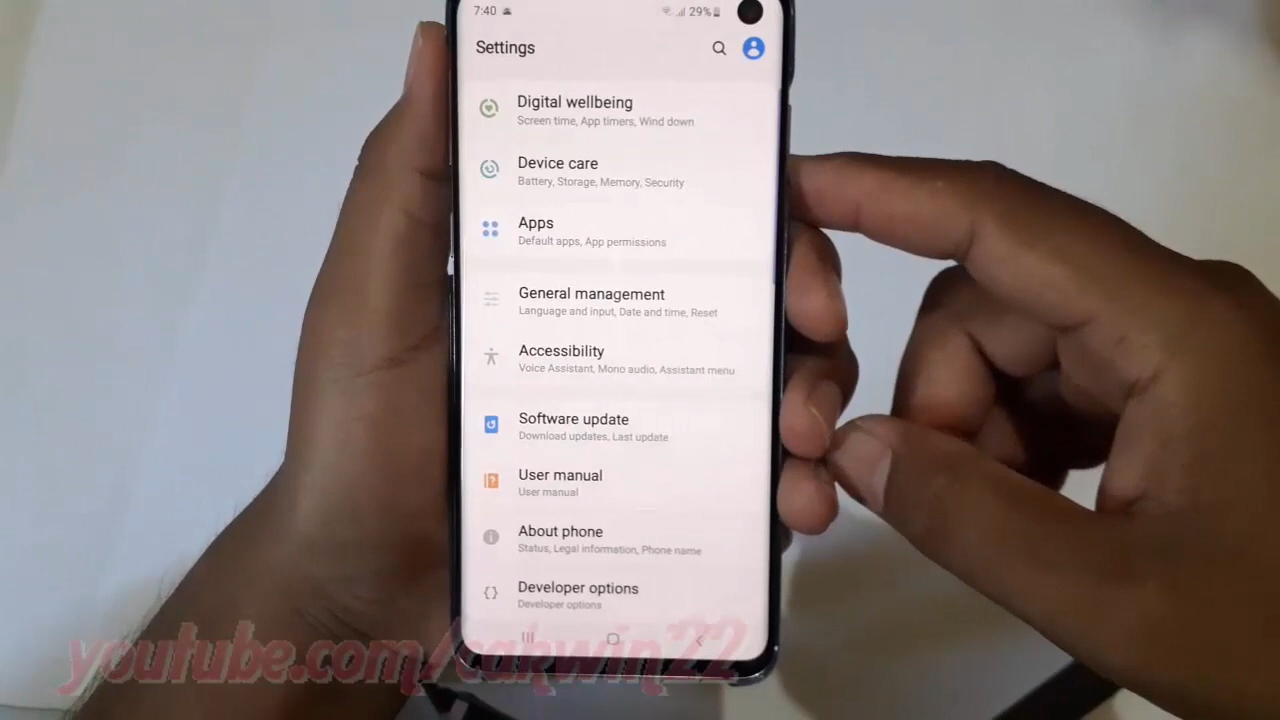 7:40 29%
Settings
Digital wellbeing
Screen time, App timers, Wind down
Device care
Battery, Storage, Memory, Security
Apps
Default apps, App permissions
General management
Language and input, Date and time, Reset
Accessibility
Voice Assistant, Mono audio, Assistant menu
Software update
Download updates, Last update
User manual
User manual
About phone
Status, Legal information, Phone name
Developer options
Developer options
youtube.com/cakwin22